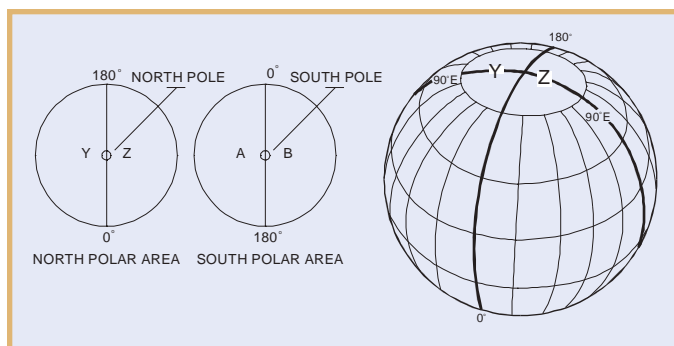 180°
NORTH POLE
Y
Z
0°
NORTH POLAR AREA
0°
SOUTH POLE
A
B
180°
SOUTH POLAR AREA
180°
90°E
Y
Z
90°E
0°